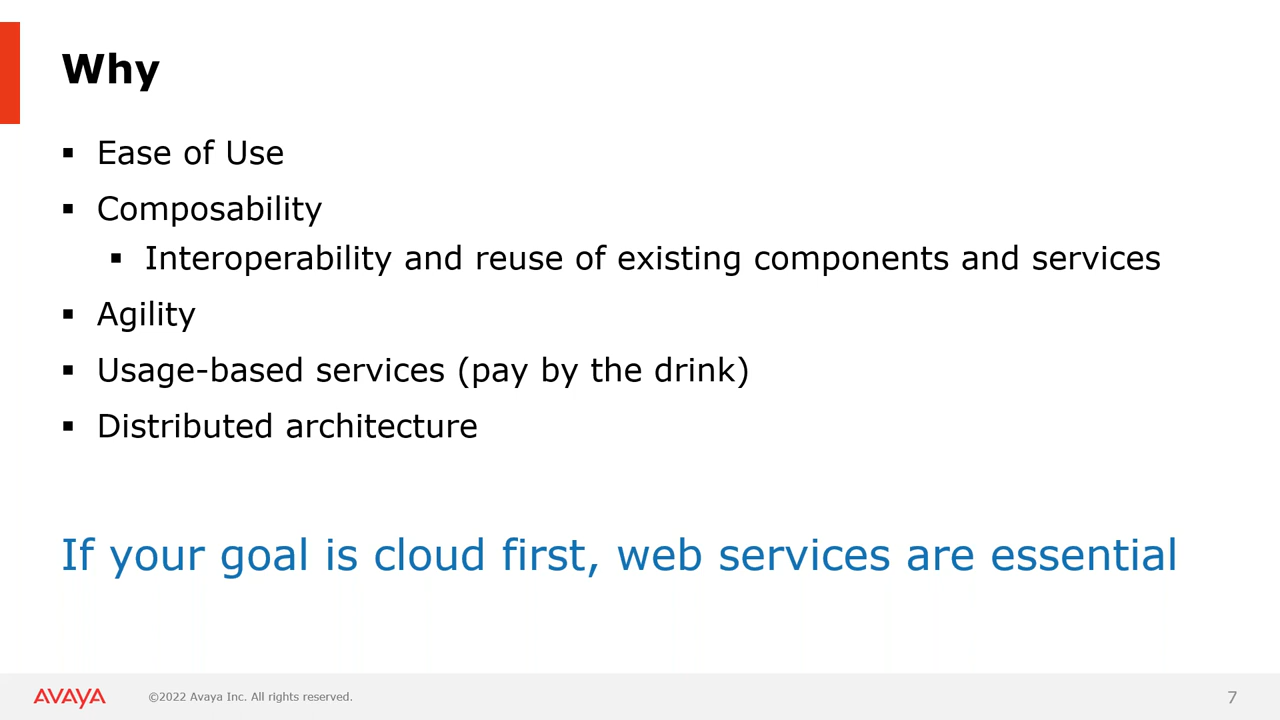 Why
▪ Ease of Use
▪ Composability
▪ Interoperability and reuse of existing components and services
▪ Agility
▪ Usage-based services (pay by the drink)
▪ Distributed architecture
If your goal is cloud first, web services are essential
AVAYA ©2022 Avaya Inc. All rights reserved. 7